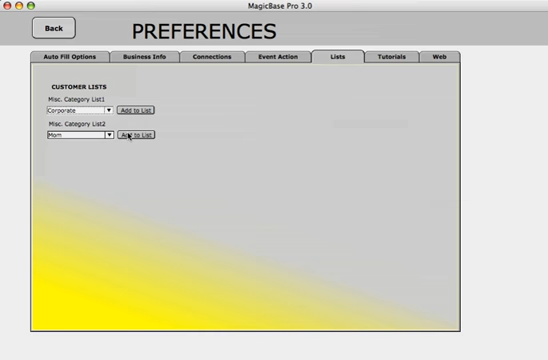 MagicBase Pro 3.0
Back
PREFERENCES
Auto Fill Options Business Info Connections Event Action Lists Tutorials Web
CUSTOMER LISTS
Misc. Category List1
Corporate Add to List
Misc. Category List2
Mom Add to List